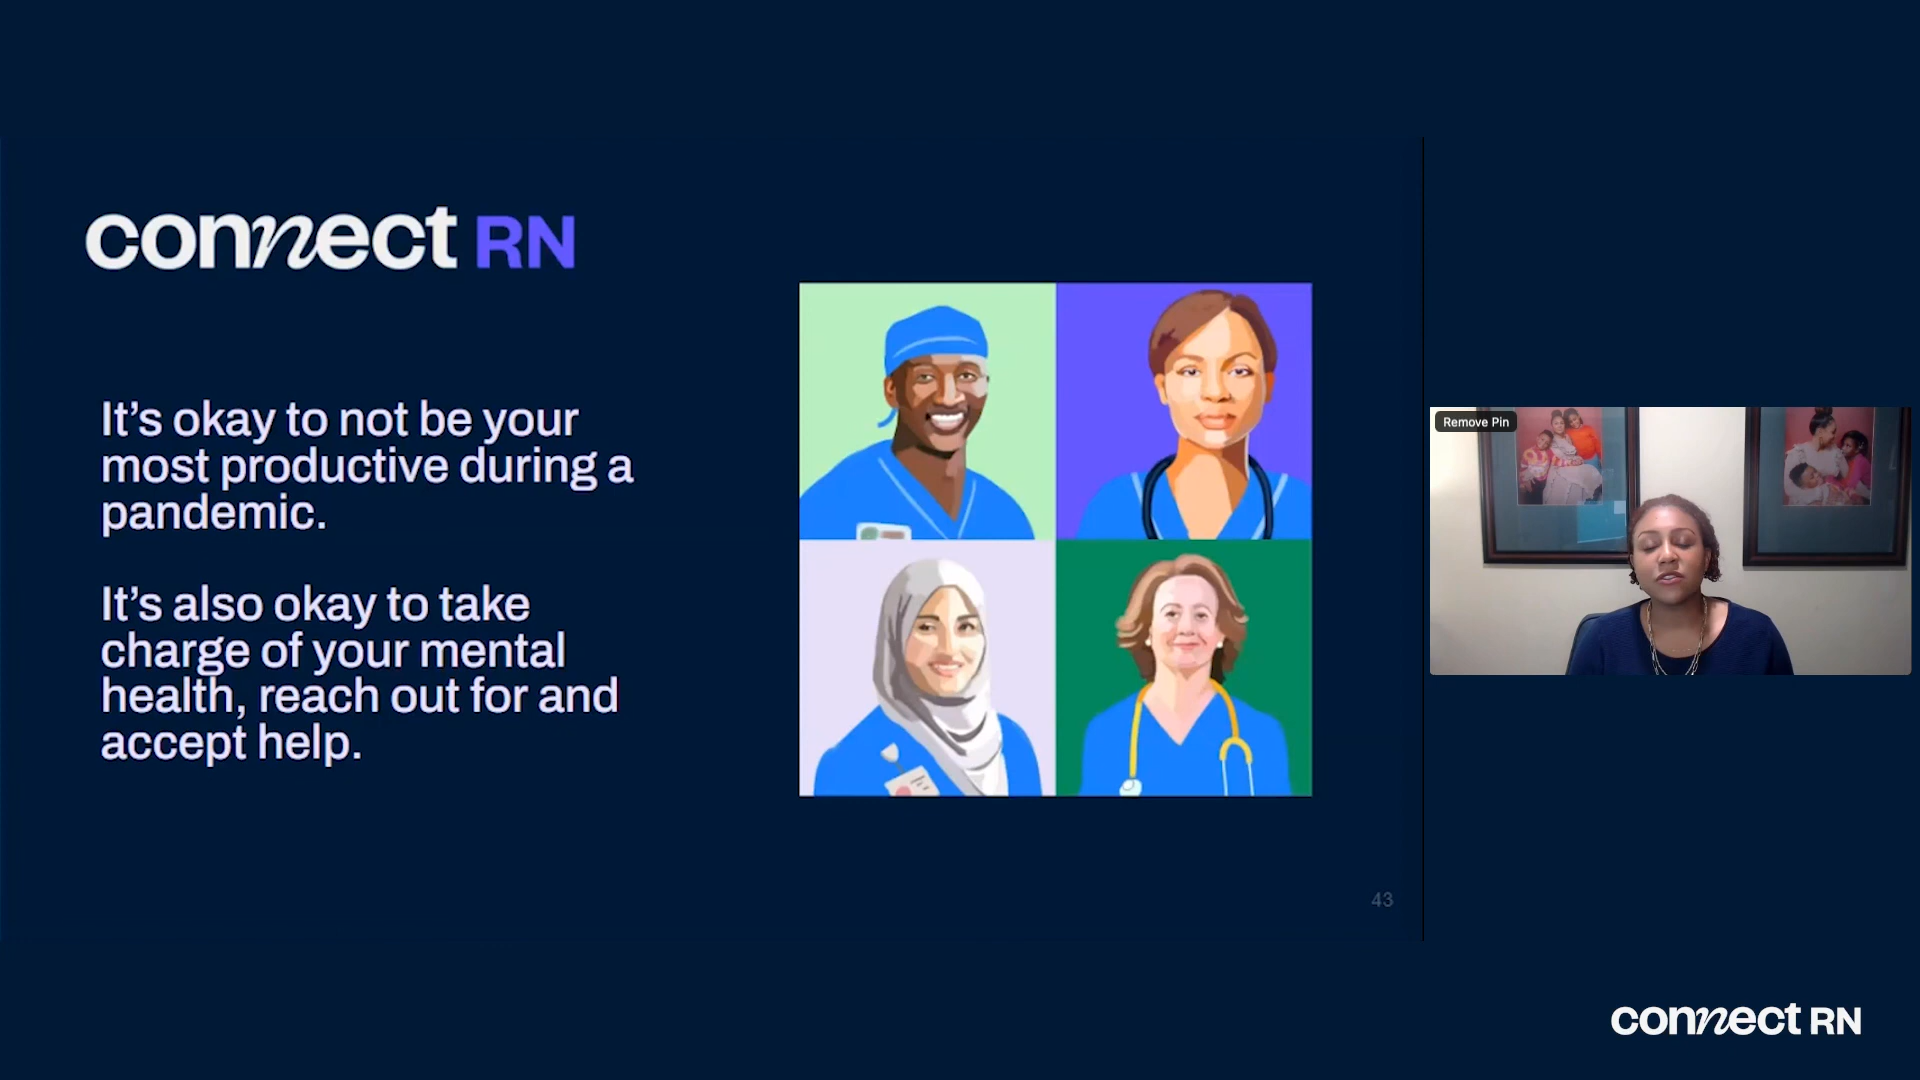 connect RN
It’s okay to not be your
most productive during a
pandemic.
It’s also okay to take
charge of your mental
health, reach out for and
accept help.
43
Remove Pin
connect RN